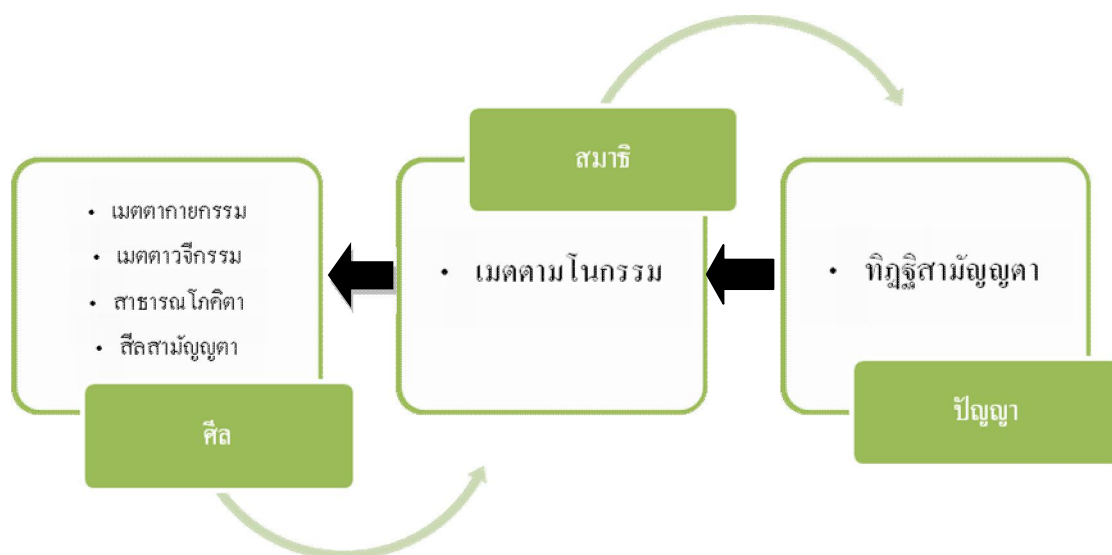 • เมตตากายกรรม
• เมตตาวจีกรรม
• สาธารณโภคิตา
• สีลสามัญญตา
ศีล
สมาธิ
• เมตตามโนกรรม
• ทิฏฐิสามัญญตา
ปัญญา